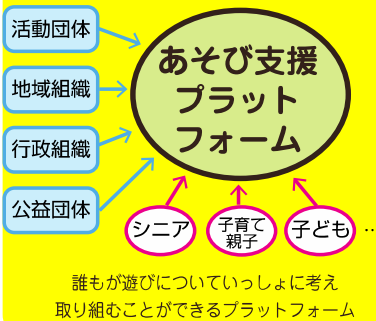 活動団体
地域組織
行政組織
公益団体
あそび支援
プラット
フォーム
シニア
子育て
親子
子ども
…
誰もが遊びについていっしょに考え
取り組むことができるプラットフォーム